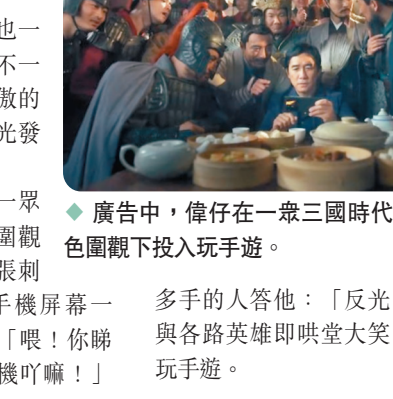 也一
不一
傲的
光發
一眾
圍觀
張刺
手機屏幕一
「喂！你睇
機吖嘛！」
廣告中，偉仔在一眾三國時代
色圍觀下投入玩手遊。
多手的人答他：「反光
與各路英雄即哄堂大笑
玩手遊。